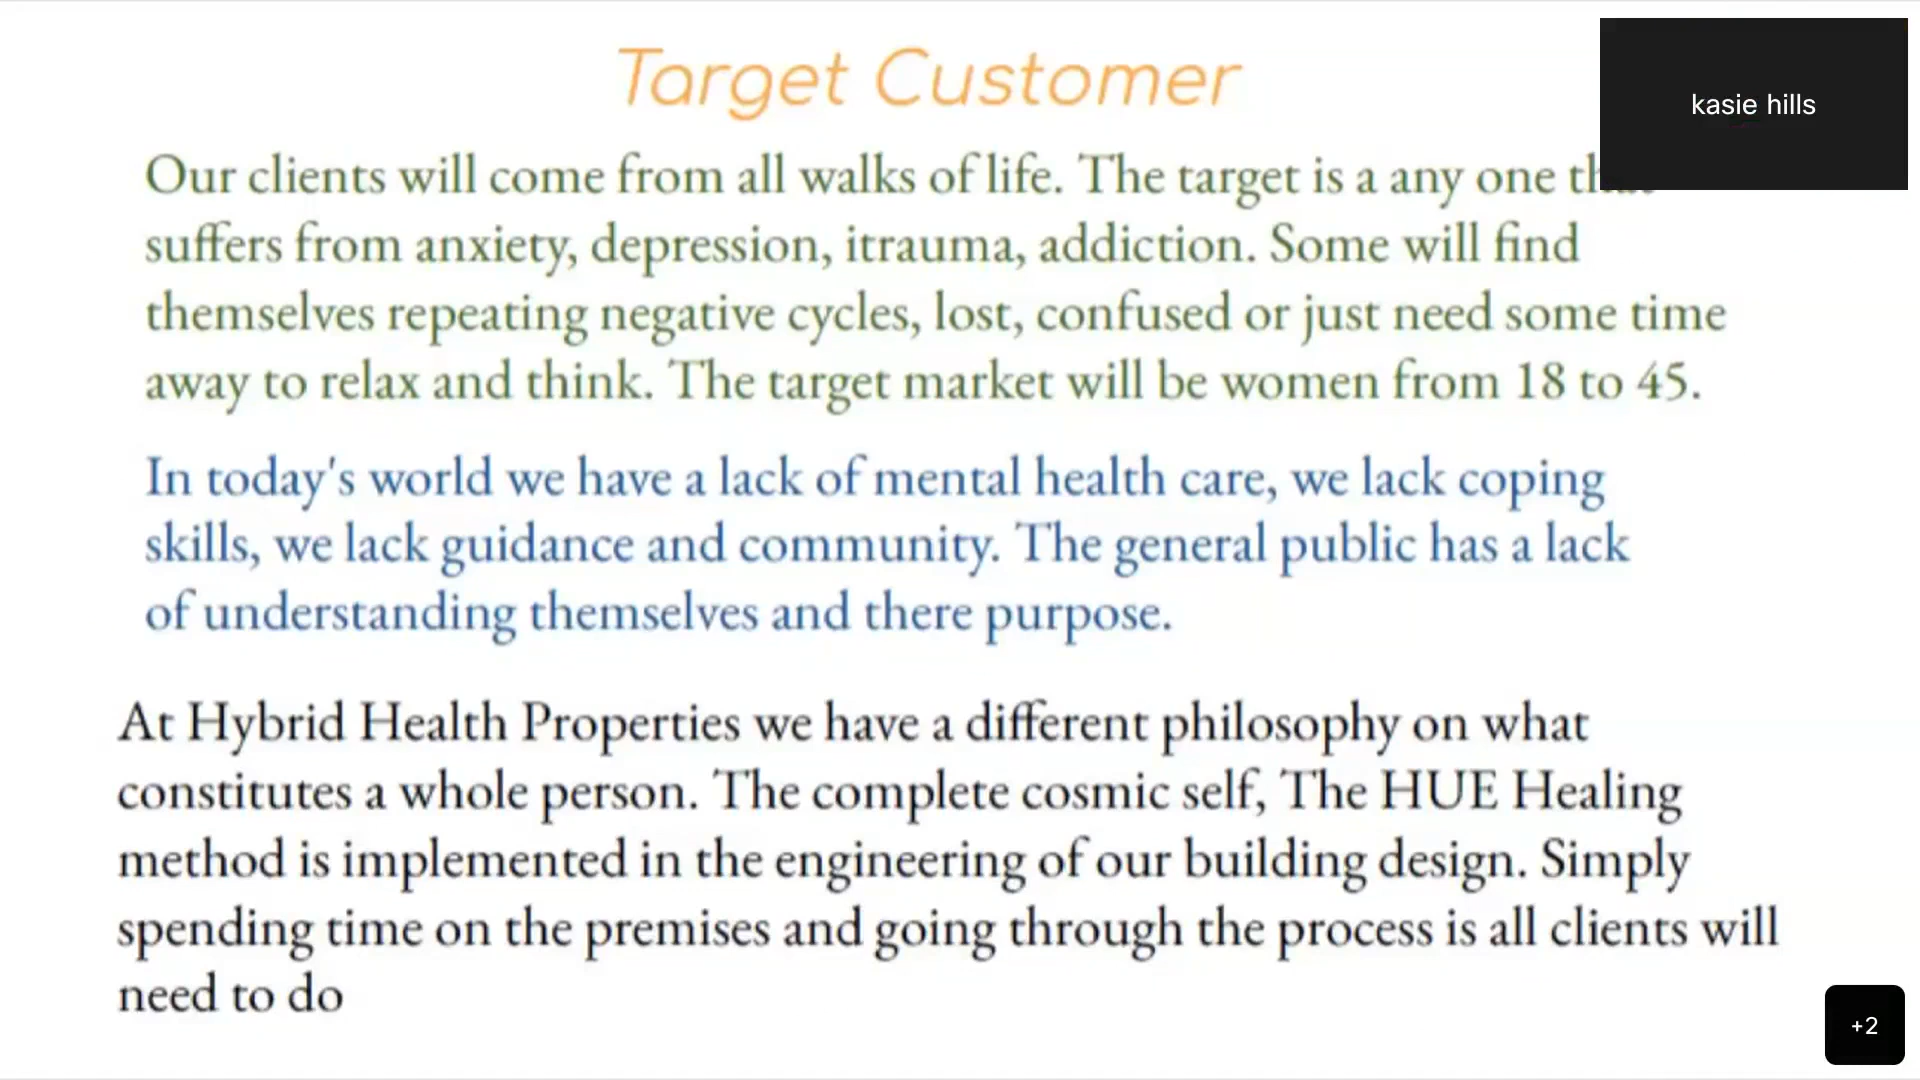 Target Customer
kasie hills
Our clients will come from all walks of life. The target is a any one
suffers from anxiety, depression, itrauma, addiction. Some will find
themselves repeating negative cycles, lost, confused or just need some time
away to relax and think. The target market will be women from 18 to 45.
In today's world we have a lack of mental health care, we lack coping
skills, we lack guidance and community. The general public has a lack
of understanding themselves and there purpose.
At Hybrid Health Properties we have a different philosophy on what
constitutes a whole person. The complete cosmic self, The HUE Healing
method is implemented in the engineering of our building design. Simply
spending time on the premises and going through the process is all clients will
need to do
+2